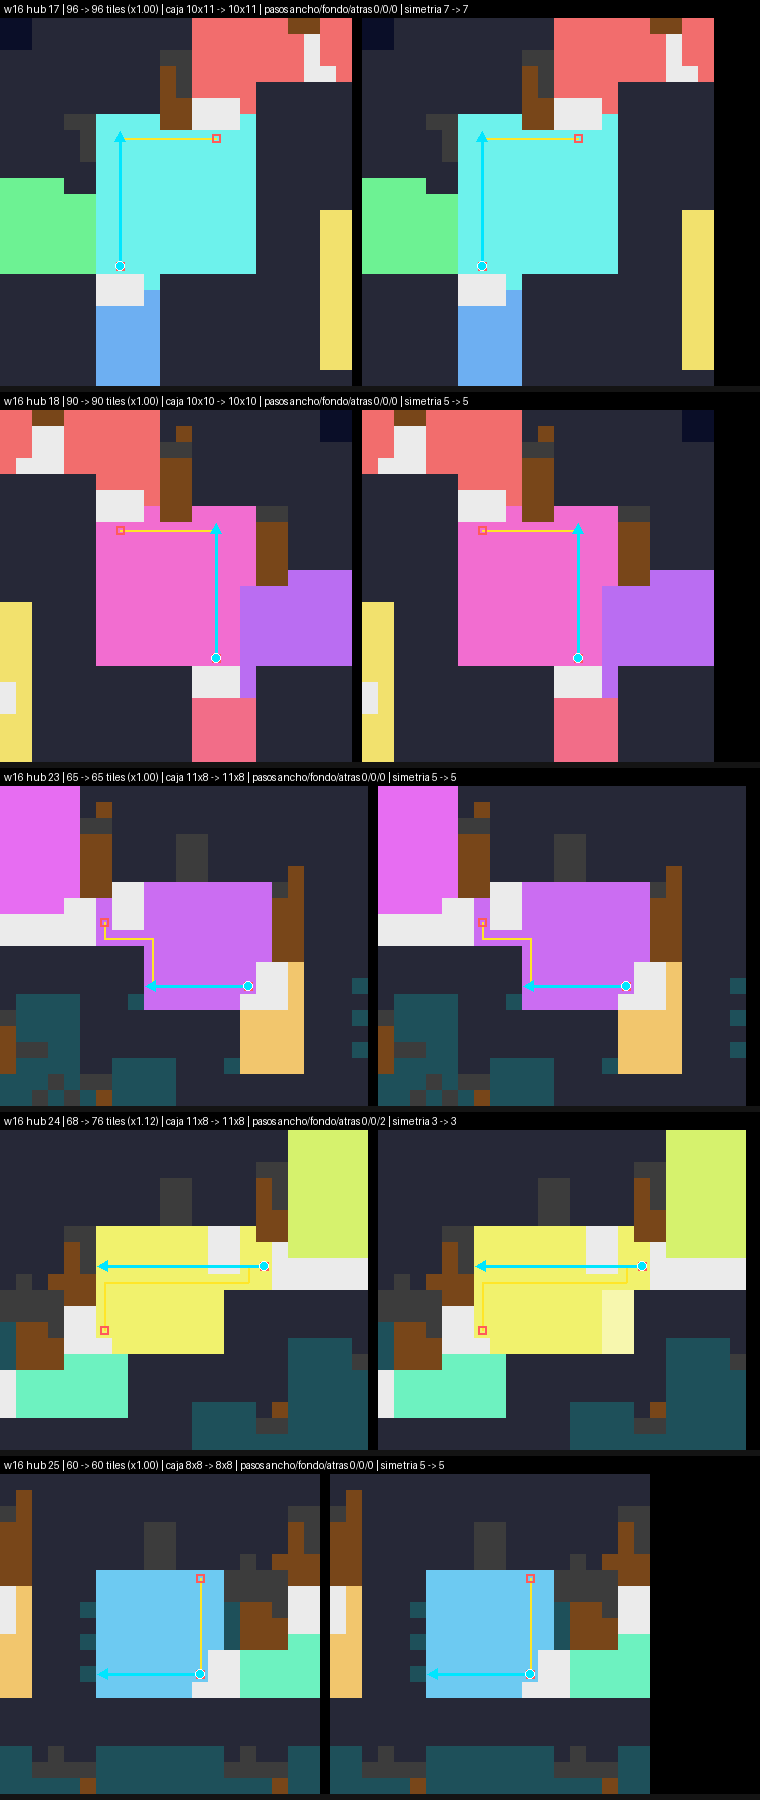 w16 hub 17 | 96 -> 96 tiles (x1.00) | caja 10x11 -> 10x11 | pasos ancho/fondo/atras 0/0/0 | simetria 7 -> 7
w16 hub 18 | 90 -> 90 tiles (x1.00) | caja 10x10 -> 10x10 | pasos ancho/fondo/atras 0/0/0 | simetria 5 -> 5
w16 hub 23 | 65 -> 65 tiles (x1.00) | caja 11x8 -> 11x8 | pasos ancho/fondo/atras 0/0/0 | simetria 5 -> 5
w16 hub 24 | 68 -> 76 tiles (x1.12) | caja 11x8 -> 11x8 | pasos ancho/fondo/atras 0/0/2 | simetria 3 -> 3
w16 hub 25 | 60 -> 60 tiles (x1.00) | caja 8x8 -> 8x8 | pasos ancho/fondo/atras 0/0/0 | simetria 5 -> 5